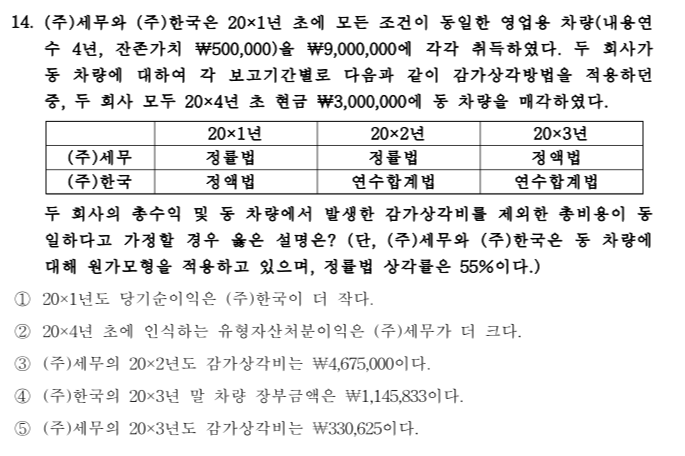 14. (주)세무와 (주)한국은 20×1년 초에 모든 조건이 동일한 영업용 차량(내용연
수 4년, 잔존가치 ₩500,000)을 ₩9,000,000에 각각 취득하였다. 두 회사가
동 차량에 대하여 각 보고기간별로 다음과 같이 감가상각방법을 적용하던
중, 두 회사 모두 20×4년 초 현금 ₩3,000,000에 동 차량을 매각하였다.
20×1년 20×2년 20×3년
(주)세무 정률법 정률법 정액법
(주)한국 정액법 연수합계법 연수합계법
두 회사의 총수익 및 동 차량에서 발생한 감가상각비를 제외한 총비용이 동
일하다고 가정할 경우 옳은 설명은? (단, (주)세무와 (주)한국은 동 차량에
대해 원가모형을 적용하고 있으며, 정률법 상각률은 55%이다.)
① 20×1년도 당기순이익은 (주)한국이 더 작다.
② 20×4년 초에 인식하는 유형자산처분이익은 (주)세무가 더 크다.
③ (주)세무의 20×2년도 감가상각비는 ₩4,675,000이다.
④ (주)한국의 20×3년 말 차량 장부금액은 ₩1,145,833이다.
⑤ (주)세무의 20×3년도 감가상각비는 ₩330,625이다.